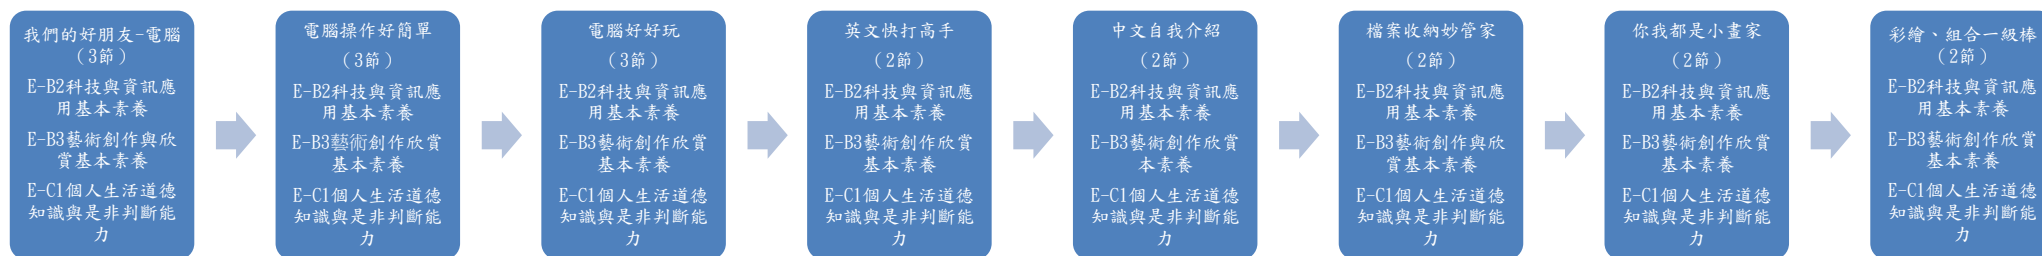 我們的好朋友-電腦
(3節)
E-B2科技與資訊應
用基本素養
E-B3藝術創作與欣
賞基本素養
E-C1個人生活道德
知識與是非判斷能
力
電腦操作好簡單
(3節)
E-B2科技與資訊應
用基本素養
E-B3藝術創作欣賞
基本素養
E-C1個人生活道德
知識與是非判斷能
力
電腦好好玩
(3節)
E-B2科技與資訊應
用基本素養
E-B3藝術創作欣賞
基本素養
E-C1個人生活道德
知識與是非判斷能
力
英文快打高手
(2節)
E-B2科技與資訊應
用基本素養
E-B3藝術創作欣賞
基本素養
E-C1個人生活道德
知識與是非判斷能
力
中文自我介紹
(2節)
E-B2科技與資訊應
用基本素養
E-B3藝術創作欣賞
本素養
E-C1個人生活道德
知識與是非判斷能
力
檔案收納妙管家
(2節)
E-B2科技與資訊應
用基本素養
E-B3藝術創作與欣
賞基本素養
E-C1個人生活道德
知識與是非判斷能
力
你我都是小畫家
(2節)
E-B2科技與資訊應
用基本素養
E-B3藝術創作欣賞
基本素養
E-C1個人生活道德
知識與是非判斷能
力
彩繪、組合一級棒
(2節)
E-B2科技與資訊應
用基本素養
E-B3藝術創作欣賞
基本素養
E-C1個人生活道德
知識與是非判斷能
力